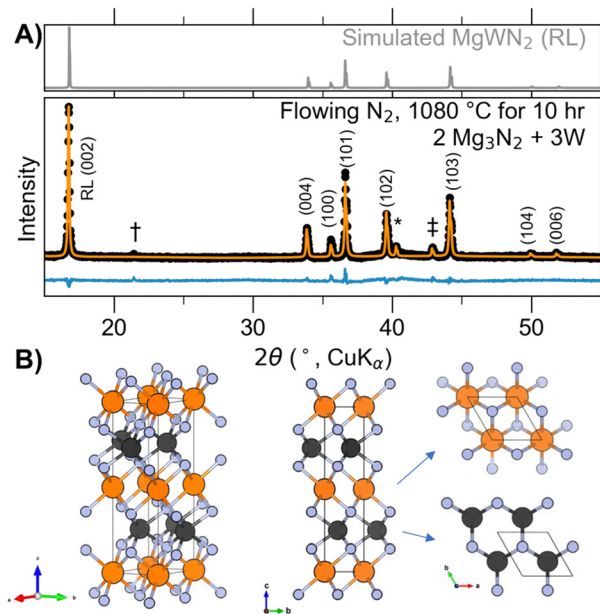 A)
Simulated MgWN₂ (RL)
Flowing N₂, 1080 °C for 10 hr
2 Mg₃N₂ + 3W
Intensity
RL (002)
†
(004)
(100)
(101)
(102)
*
‡
(103)
(104)
(006)
20 30 40 50
2θ (°, CuKα)
B)
c
a
b
c
a
b
b
a